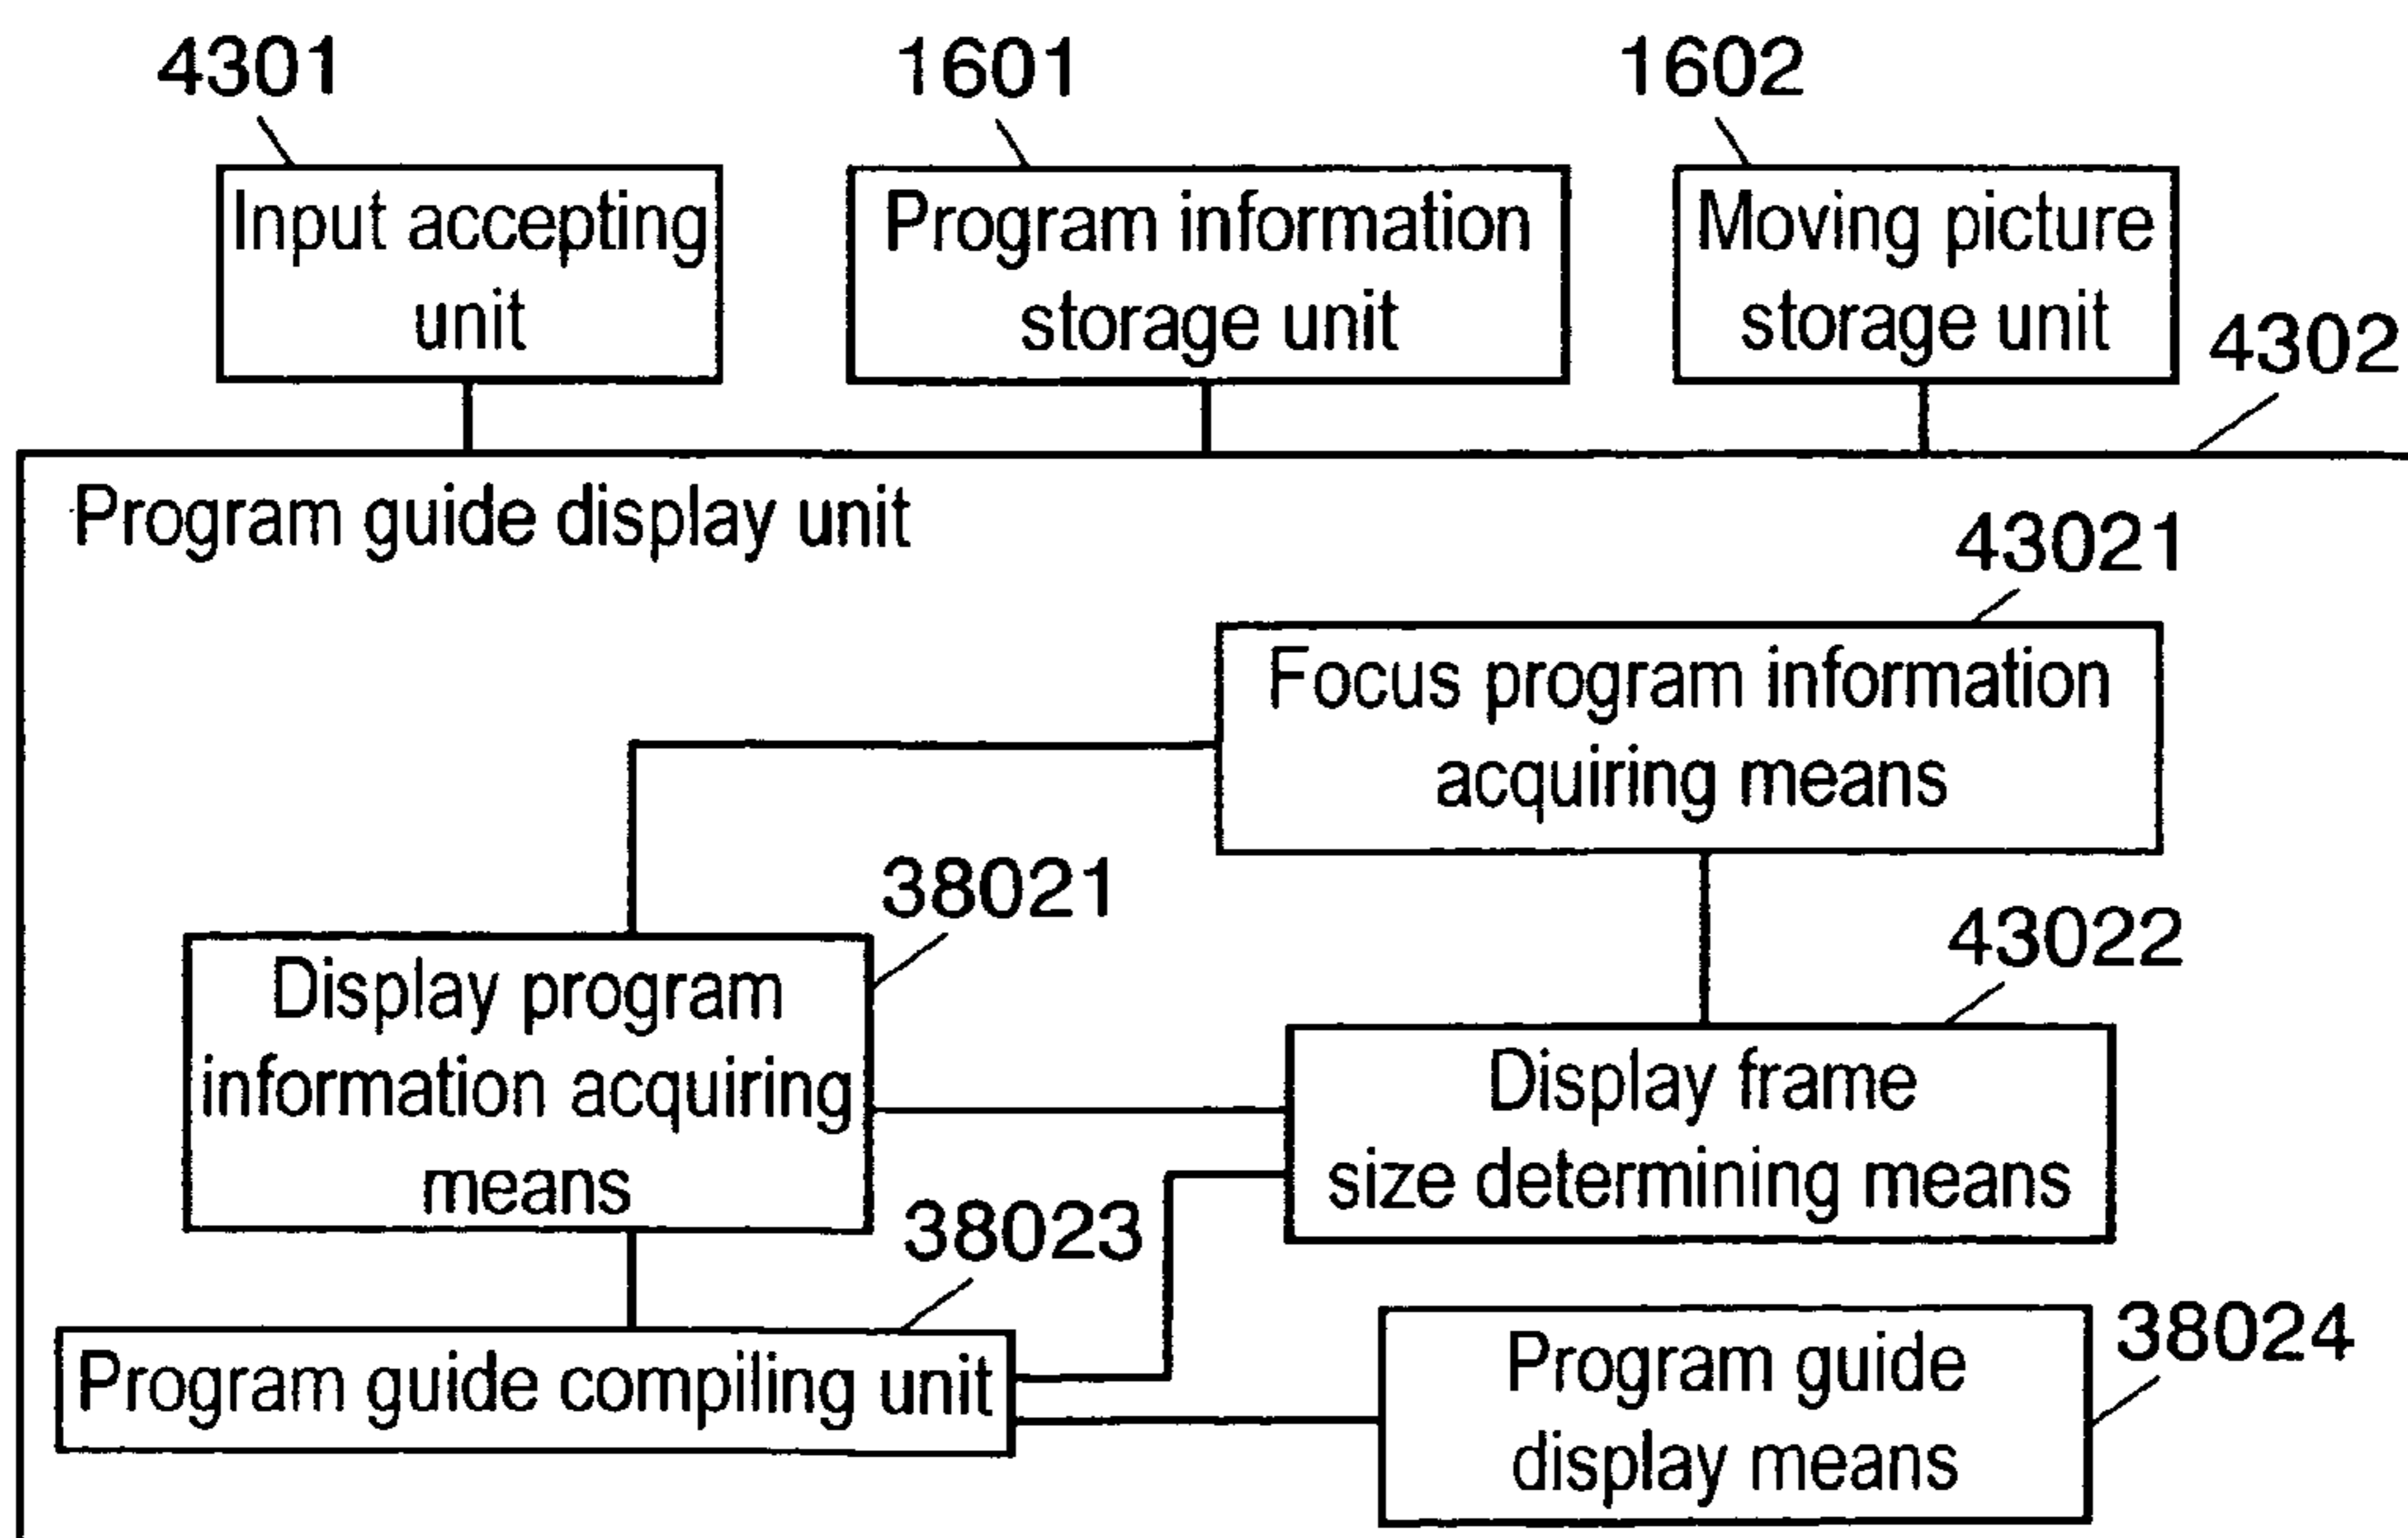 4301
1601
1602
Input accepting
unit
Program information
storage unit
Moving picture
storage unit
4302
Program guide display unit
43021
Focus program information
acquiring means
38021
43022
Display program
information acquiring
means
Display frame
size determining means
38023
Program guide compiling unit
38024
Program guide
display means